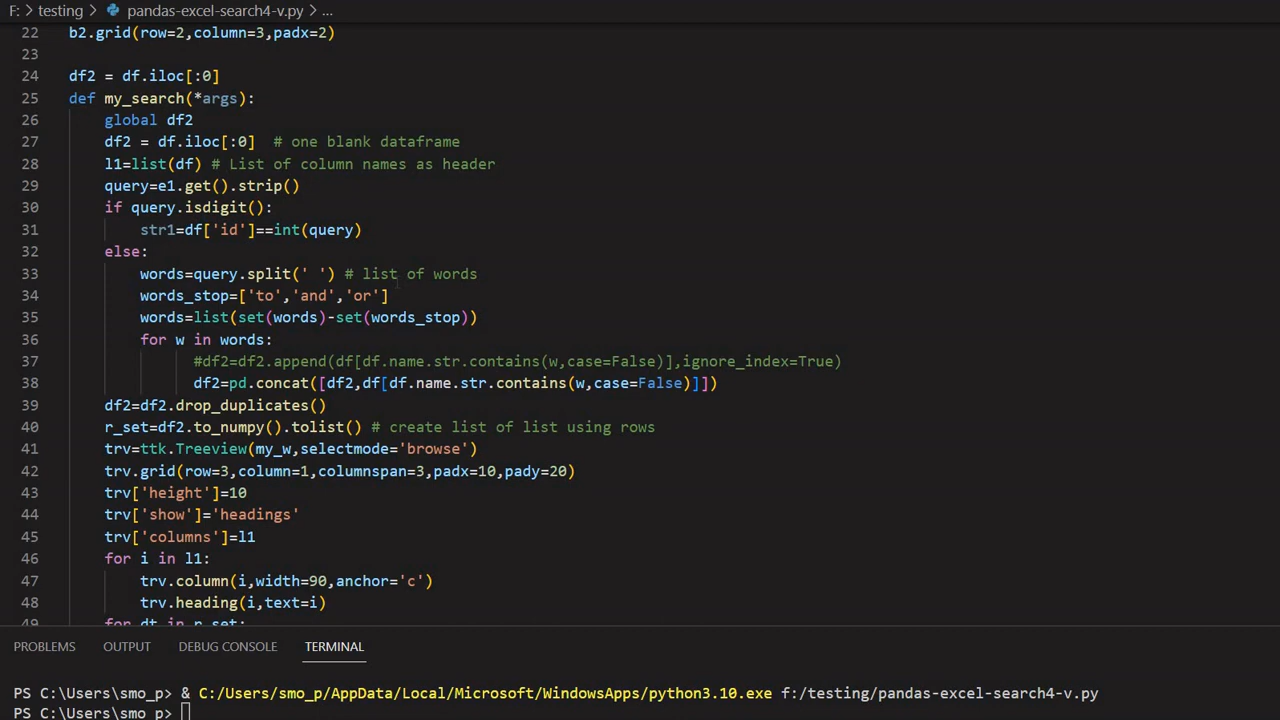 F: > testing > pandas-excel-search4-v.py > ...
22 b2.grid(row=2,column=3,padx=2)
23
24 df2 = df.iloc[:0]
25 def my_search(*args):
26     global df2
27     df2 = df.iloc[:0]  # one blank dataframe
28     l1=list(df) # List of column names as header
29     query=e1.get().strip()
30     if query.isdigit():
31         str1=df['id']==int(query)
32     else:
33         words=query.split(' ') # list of words
34         words_stop=['to','and','or']
35         words=list(set(words)-set(words_stop))
36         for w in words:
37               #df2=df2.append(df[df.name.str.contains(w,case=False)],ignore_index=True)
38               df2=pd.concat([df2,df[df.name.str.contains(w,case=False)]])
39     df2=df2.drop_duplicates()
40     r_set=df2.to_numpy().tolist() # create list of list using rows
41     trv=ttk.Treeview(my_w,selectmode='browse')
42     trv.grid(row=3,column=1,columnspan=3,padx=10,pady=20)
43     trv['height']=10
44     trv['show']='headings'
45     trv['columns']=l1
46     for i in l1:
47         trv.column(i,width=90,anchor='c')
48         trv.heading(i,text=i)
49     for dt in r_set:
PROBLEMS OUTPUT DEBUG CONSOLE TERMINAL
PS C:\Users\smo_p> & C:/Users/smo_p/AppData/Local/Microsoft/WindowsApps/python3.10.exe f:/testing/pandas-excel-search4-v.py
PS C:\Users\smo_p>